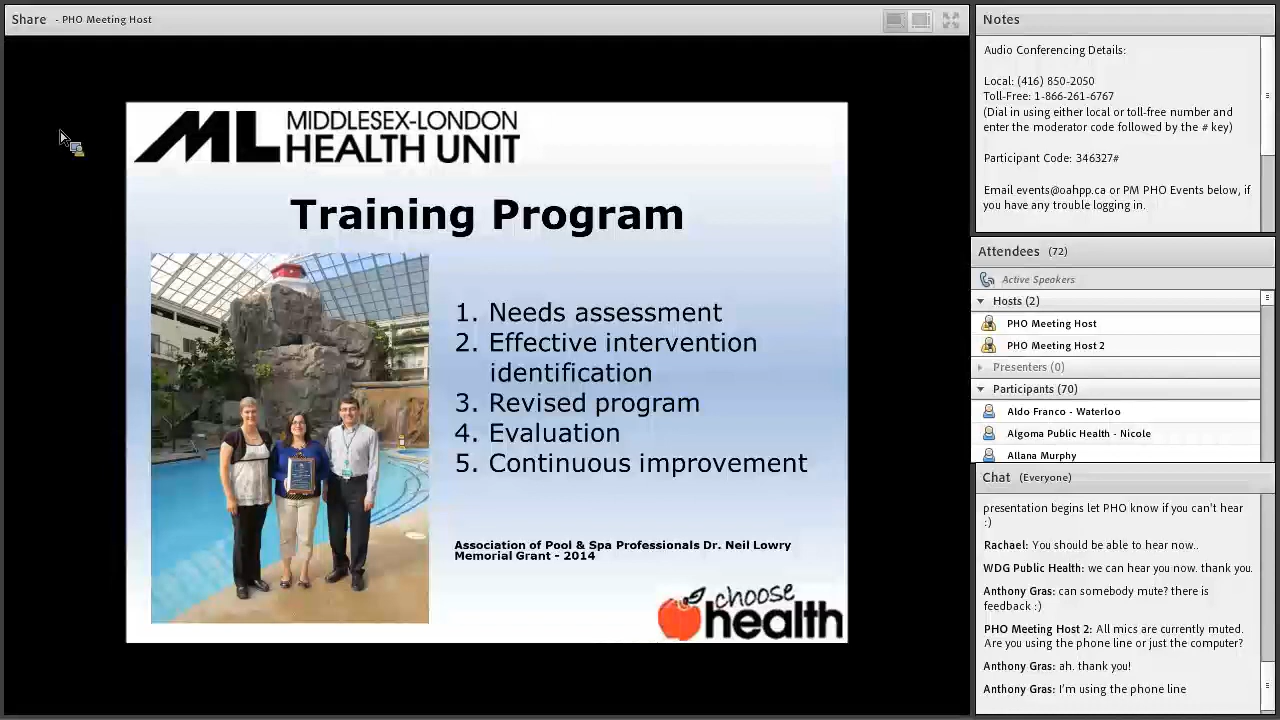 Share - PHO Meeting Host
ML MIDDLESEX-LONDON
HEALTH UNIT
Training Program
1. Needs assessment
2. Effective intervention
identification
3. Revised program
4. Evaluation
5. Continuous improvement
Association of Pool & Spa Professionals Dr. Neil Lowry
Memorial Grant - 2014
choose
health
Notes
Audio Conferencing Details:
Local: (416) 850-2050
Toll-Free: 1-866-261-6767
(Dial in using either local or toll-free number and
enter the moderator code followed by the # key)
Participant Code: 346327#
Email events@oahpp.ca or PM PHO Events below, if
you have any trouble logging in.
Attendees (72)
Active Speakers
Hosts (2)
PHO Meeting Host
PHO Meeting Host 2
Presenters (0)
Participants (70)
Aldo Franco - Waterloo
Algoma Public Health - Nicole
Allana Murphy
Chat (Everyone)
presentation begins let PHO know if you can't hear
:)
Rachael: You should be able to hear now.
WDG Public Health: we can hear you now. thank you.
Anthony Gras: can somebody mute? there is
feedback :)
PHO Meeting Host 2: All mics are currently muted.
Are you using the phone line or just the computer?
Anthony Gras: ah. thank you!
Anthony Gras: I'm using the phone line